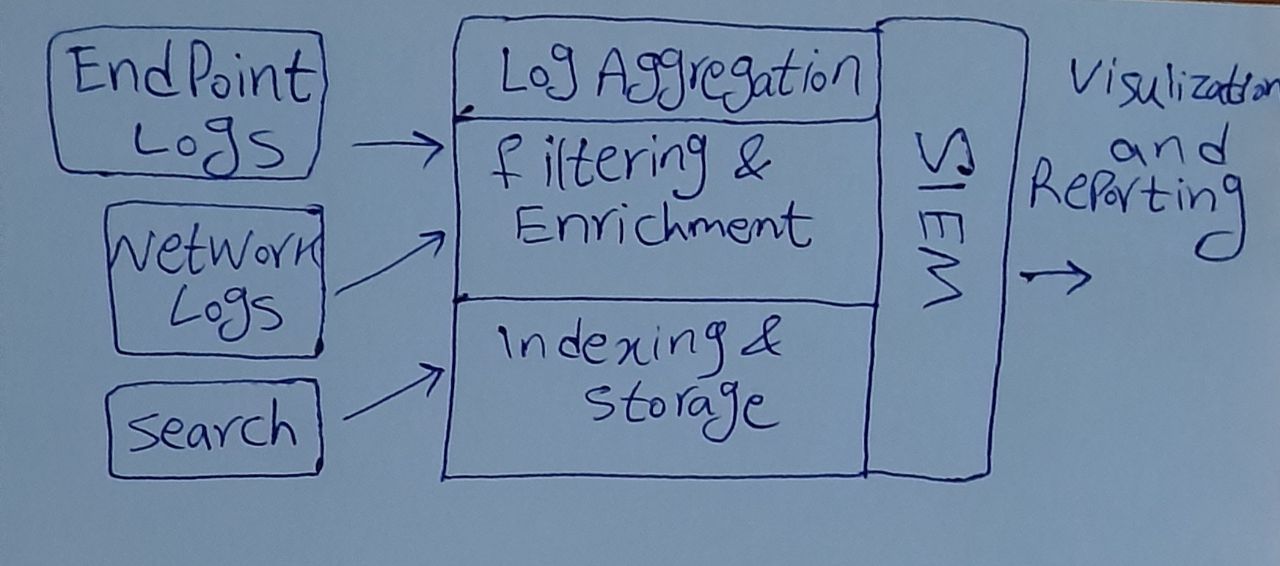 EndPoint
Logs
Network
Logs
search
Log Aggregation
filtering &
Enrichment
Indexing &
storage
SIEM
Visulization
and
Reporting